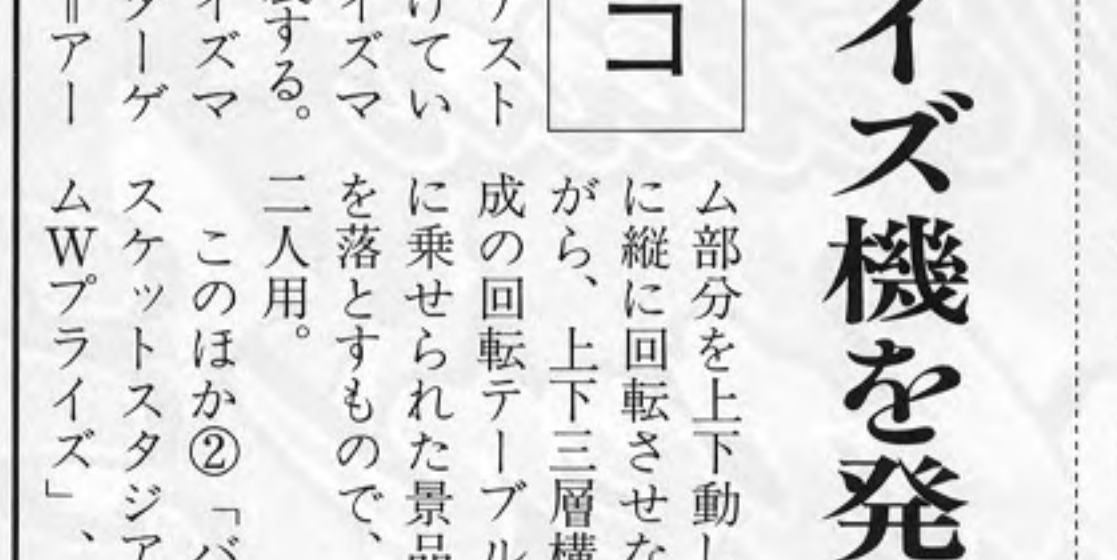 イズ機を発
コ
テスト
けてい
イズマ
する。
イズマ
ターゲ
＝アー
ム部分を上下動し
に縦に回転させな
がら、上下三層構
成の回転テーブル
に乗せられた景品
を落とすもので、
二人用。
このほか②「バ
スケットスタジア
ムWプライズ」、